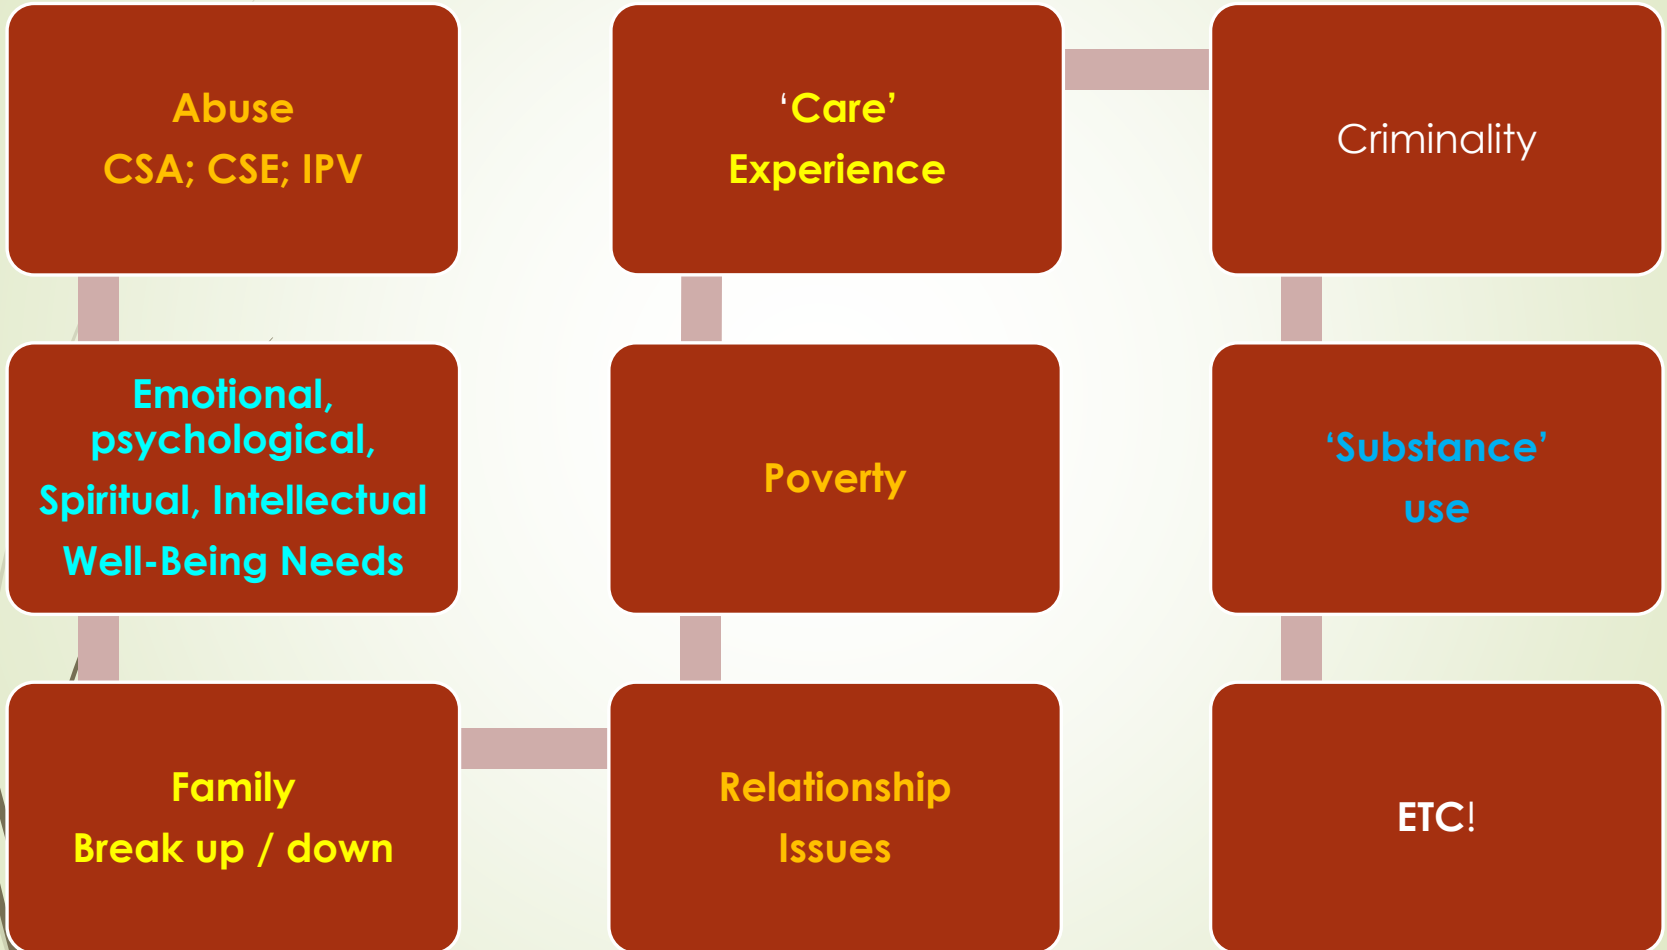 Abuse
CSA; CSE; IPV
Emotional,
psychological,
Spiritual, Intellectual
Well-Being Needs
Family
Break up / down
Relationship
Issues
Poverty
‘Care’
Experience
Criminality
‘Substance’
use
ETC!